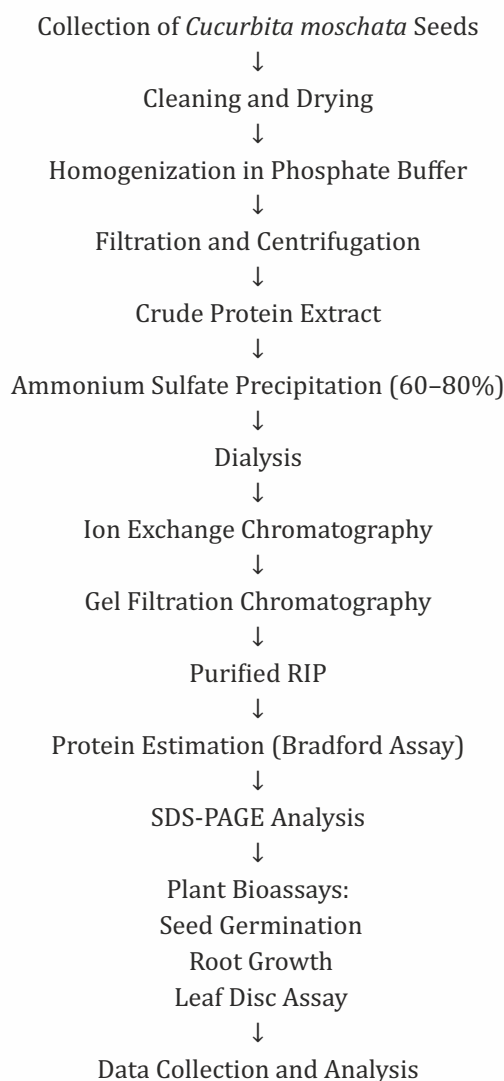 Collection of Cucurbita moschata Seeds
↓
Cleaning and Drying
↓
Homogenization in Phosphate Buffer
↓
Filtration and Centrifugation
↓
Crude Protein Extract
↓
Ammonium Sulfate Precipitation (60–80%)
↓
Dialysis
↓
Ion Exchange Chromatography
↓
Gel Filtration Chromatography
↓
Purified RIP
↓
Protein Estimation (Bradford Assay)
↓
SDS-PAGE Analysis
↓
Plant Bioassays:
Seed Germination
Root Growth
Leaf Disc Assay
↓
Data Collection and Analysis